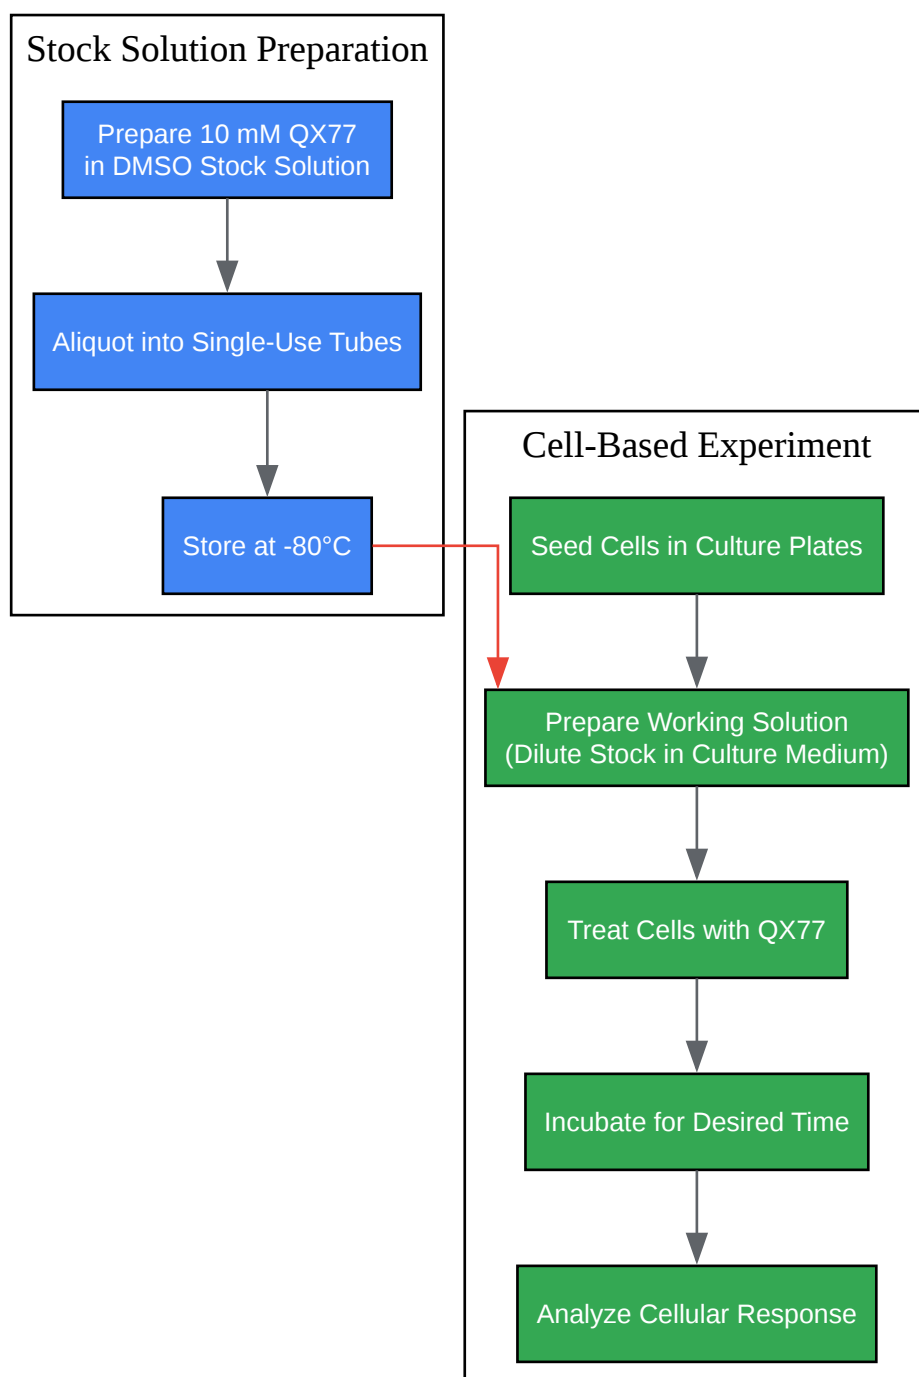 Stock Solution Preparation
Prepare 10 mM QX77
in DMSO Stock Solution
Aliquot into Single-Use Tubes
Store at -80°C
Cell-Based Experiment
Seed Cells in Culture Plates
Prepare Working Solution
(Dilute Stock in Culture Medium)
Treat Cells with QX77
Incubate for Desired Time
Analyze Cellular Response